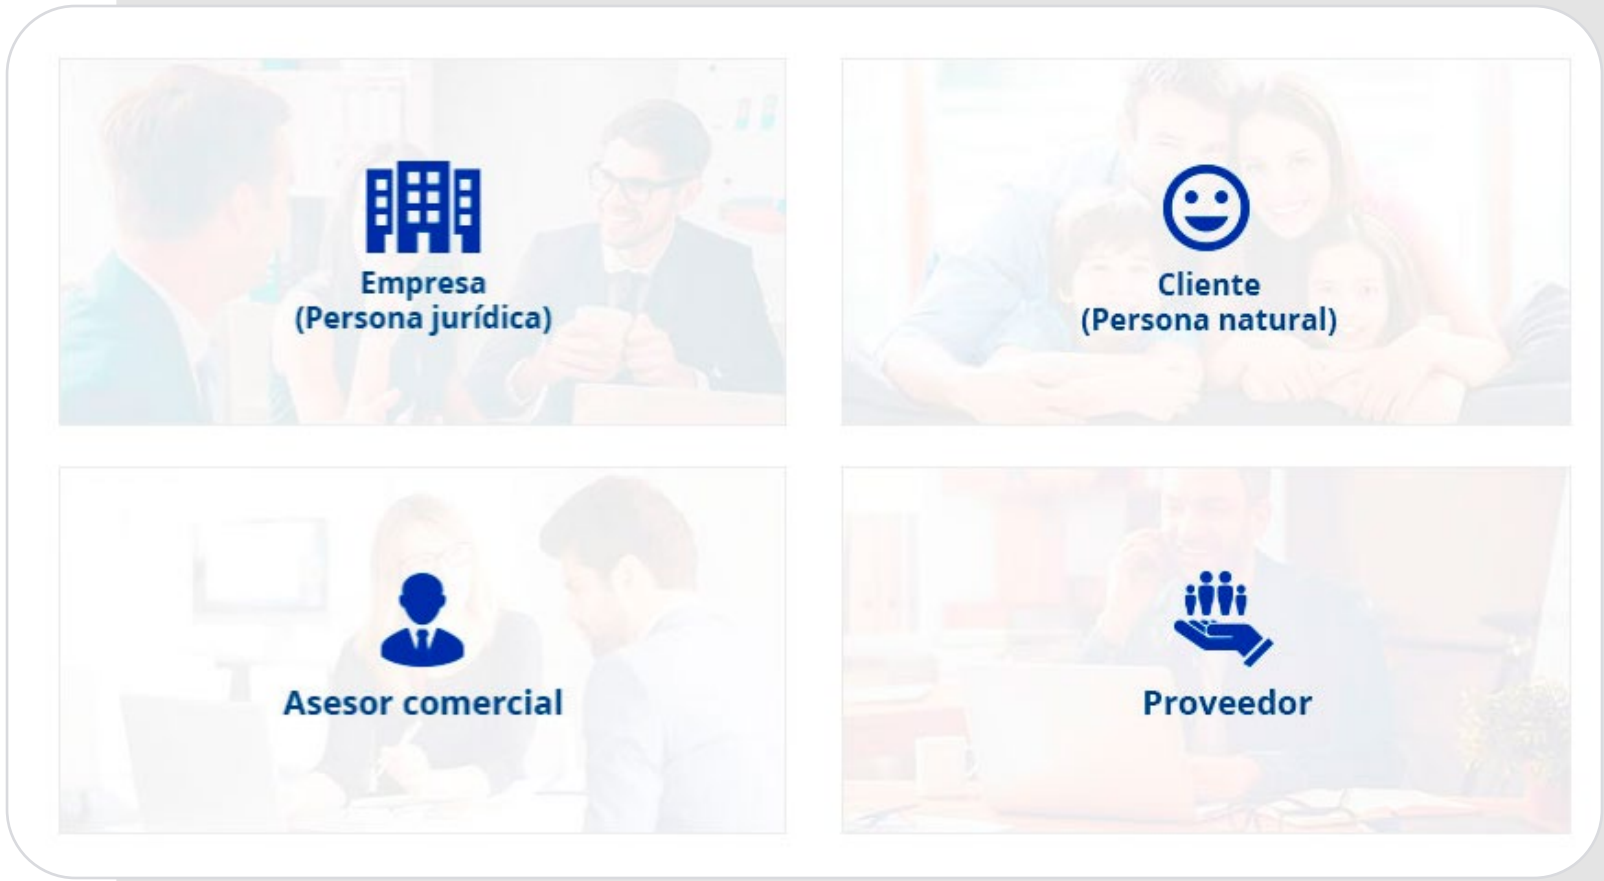 Empresa
(Persona jurídica)
Cliente
(Persona natural)
Asesor comercial
Proveedor